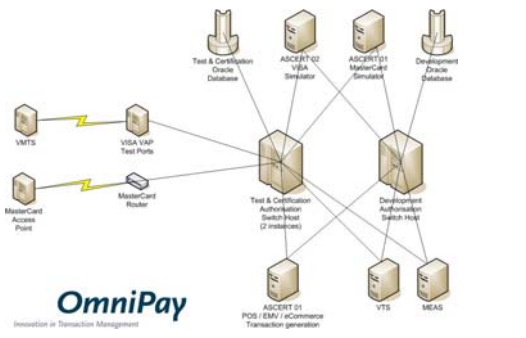 Test & Certification
Oracle
Database
ASCERT 02
VISA
Simulator
ASCERT 01
MasterCard
Simulator
Development
Oracle
Database
VMTS
VISA VAP
Test Ports
MasterCard
Access
Point
MasterCard
Router
Test & Certification
Authorisation
Switch Host
(2 instances)
Development
Authorisation
Switch Host
ASCERT 01
POS / EMV / eCommerce
Transaction generation
VTS
MEAS
OmniPay
Innovation in Transaction Management